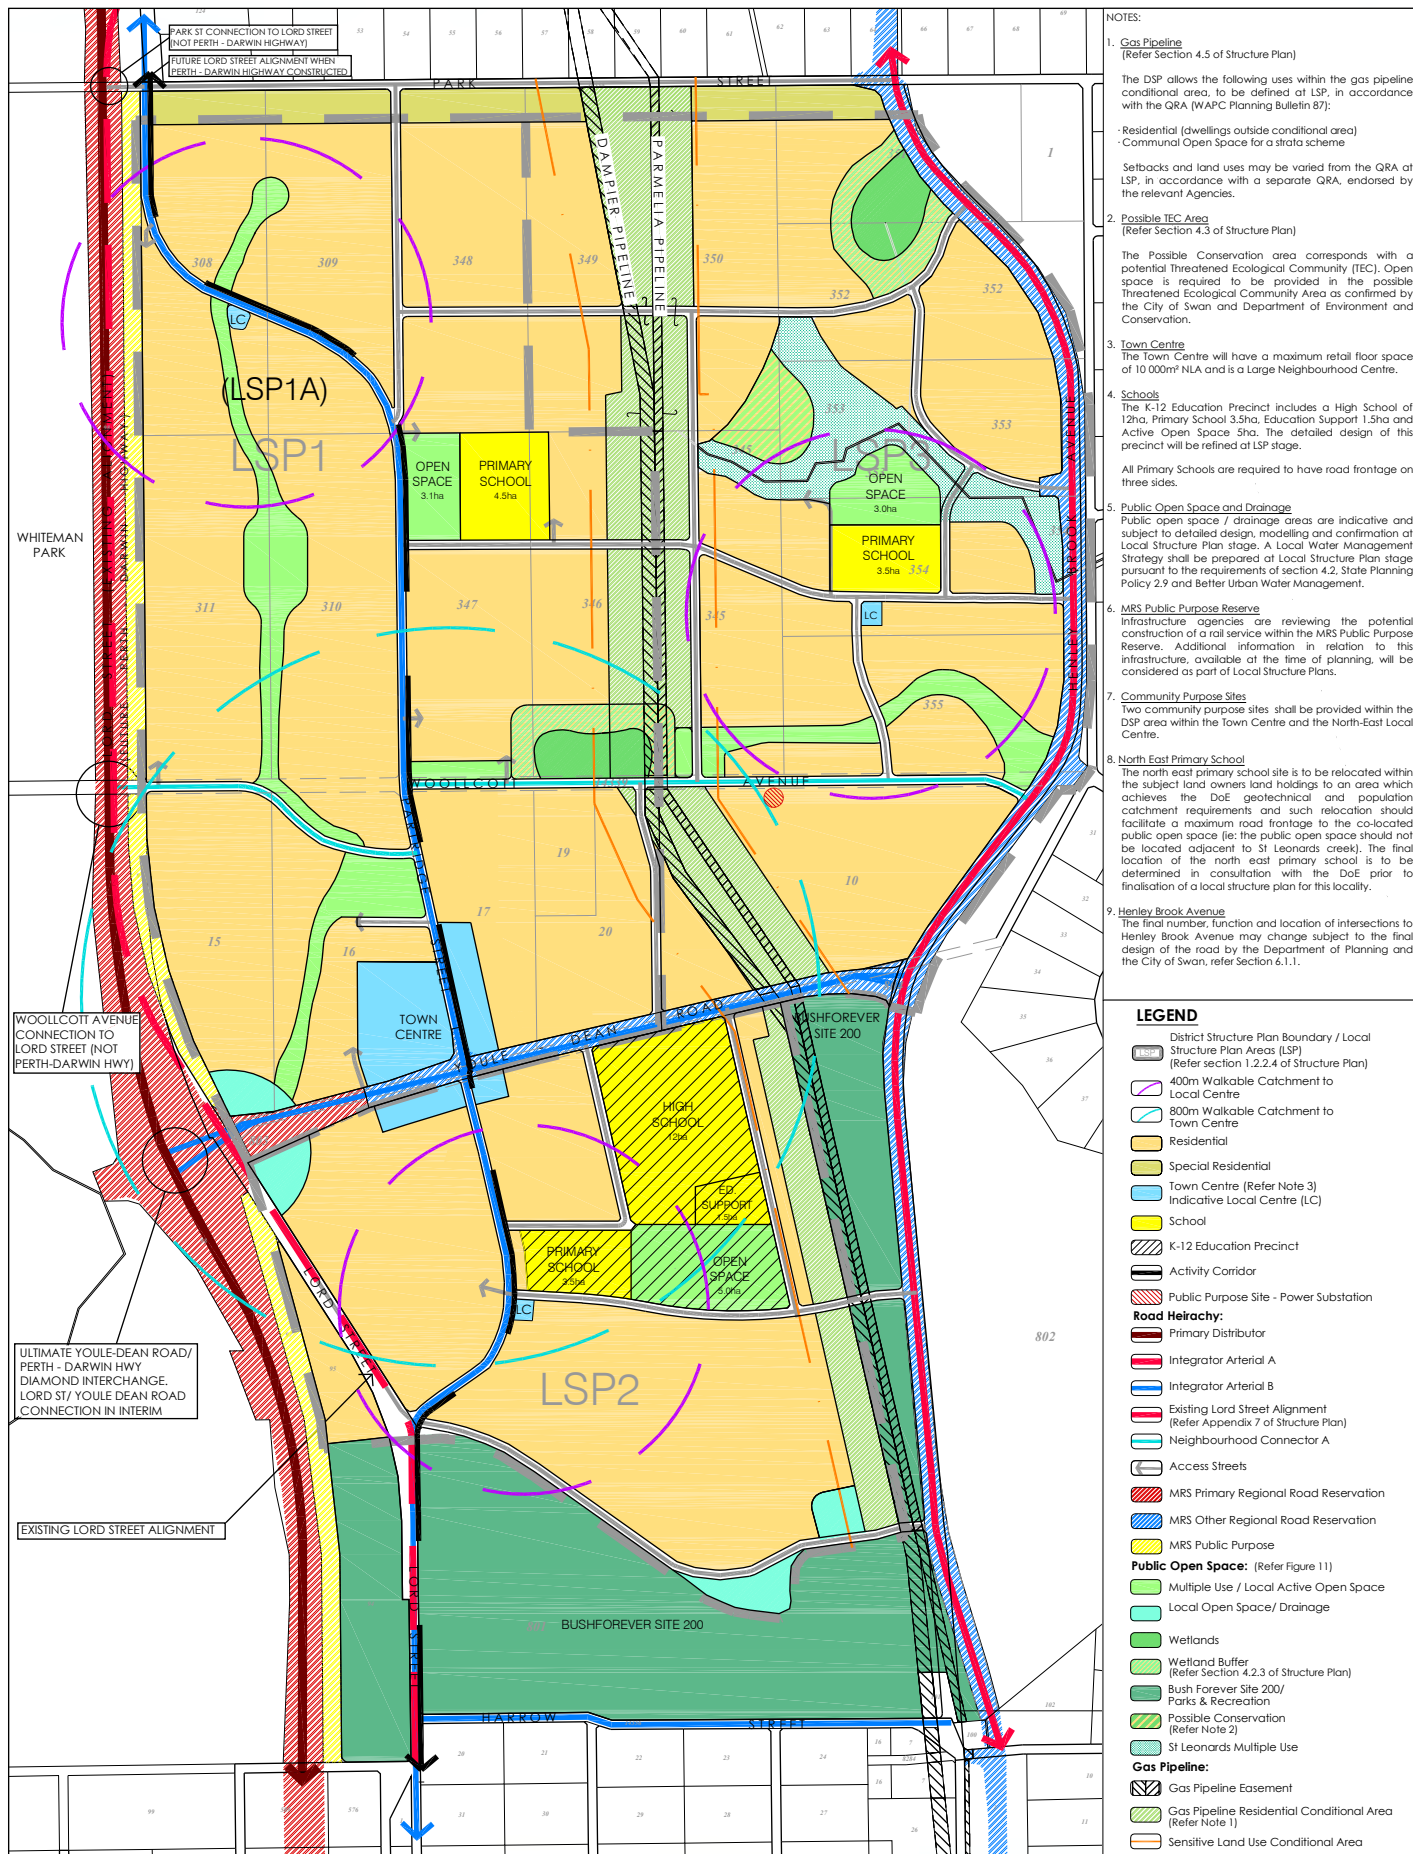 PARK ST CONNECTION TO LORD STREET
(NOT PERTH - DARWIN HIGHWAY)
FUTURE LORD STREET ALIGNMENT WHEN
PERTH - DARWIN HIGHWAY CONSTRUCTED
PARK STREET
DAMPIER PIPELINE
PARMELIA PIPELINE
308
309
348
349
350
352
352
1
LC
(LSP1A)
LSP1
LSP3
353
353
345
OPEN
SPACE
3.1ha
PRIMARY
SCHOOL
4.5ha
OPEN
SPACE
3.0ha
PRIMARY
SCHOOL
3.5ha
354
LC
WHITEMAN
PARK
LORD STREET (EXISTING ALIGNMENT)
(FUTURE PERTH DARWIN HIGHWAY)
HENLEY BROOK AVENUE
311
310
347
346
345
355
WOOLLCOTT AVENUE
PARTRIDGE STREET
19
17
20
10
15
16
TOWN
CENTRE
YOULE DEAN ROAD
WOOLLCOTT AVENUE
CONNECTION TO
LORD STREET (NOT
PERTH-DARWIN HWY)
BUSHFOREVER
SITE 200
HIGH
SCHOOL
12ha
ED.
SUPPORT
1.5ha
PRIMARY
SCHOOL
3.5ha
OPEN
SPACE
5.0ha
LC
LORD STREET
802
LSP2
ULTIMATE YOULE-DEAN ROAD/
PERTH - DARWIN HWY
DIAMOND INTERCHANGE.
LORD ST/ YOULE DEAN ROAD
CONNECTION IN INTERIM
EXISTING LORD STREET ALIGNMENT
LORD STREET
BUSHFOREVER SITE 200
HARROW STREET
NOTES:
1. Gas Pipeline
(Refer Section 4.5 of Structure Plan)
The DSP allows the following uses within the gas pipeline
conditional area, to be defined at LSP, in accordance
with the QRA (WAPC Planning Bulletin 87):
· Residential (dwellings outside conditional area)
· Communal Open Space for a strata scheme
Setbacks and land uses may be varied from the QRA at
LSP, in accordance with a separate QRA, endorsed by
the relevant Agencies.
2. Possible TEC Area
(Refer Section 4.3 of Structure Plan)
The Possible Conservation area corresponds with a
potential Threatened Ecological Community (TEC). Open
space is required to be provided in the possible
Threatened Ecological Community Area as confirmed by
the City of Swan and Department of Environment and
Conservation.
3. Town Centre
The Town Centre will have a maximum retail floor space
of 10 000m² NLA and is a Large Neighbourhood Centre.
4. Schools
The K-12 Education Precinct includes a High School of
12ha, Primary School 3.5ha, Education Support 1.5ha and
Active Open Space 5ha. The detailed design of this
precinct will be refined at LSP stage.
All Primary Schools are required to have road frontage on
three sides.
5. Public Open Space and Drainage
Public open space / drainage areas are indicative and
subject to detailed design, modelling and confirmation at
Local Structure Plan stage. A Local Water Management
Strategy shall be prepared at Local Structure Plan stage
pursuant to the requirements of section 4.2, State Planning
Policy 2.9 and Better Urban Water Management.
6. MRS Public Purpose Reserve
Infrastructure agencies are reviewing the potential
construction of a rail service within the MRS Public Purpose
Reserve. Additional information in relation to this
infrastructure, available at the time of planning, will be
considered as part of Local Structure Plans.
7. Community Purpose Sites
Two community purpose sites shall be provided within the
DSP area within the Town Centre and the North-East Local
Centre.
8. North East Primary School
The north east primary school site is to be relocated within
the subject land owners land holdings to an area which
achieves the DoE geotechnical and population
catchment requirements and such relocation should
facilitate a maximum road frontage to the co-located
public open space (ie: the public open space should not
be located adjacent to St Leonards creek). The final
location of the north east primary school is to be
determined in consultation with the DoE prior to
finalisation of a local structure plan for this locality.
9. Henley Brook Avenue
The final number, function and location of intersections to
Henley Brook Avenue may change subject to the final
design of the road by the Department of Planning and
the City of Swan, refer Section 6.1.1.
LEGEND
LSP
District Structure Plan Boundary / Local
Structure Plan Areas (LSP)
(Refer section 1.2.2.4 of Structure Plan)
400m Walkable Catchment to
Local Centre
800m Walkable Catchment to
Town Centre
Residential
Special Residential
Town Centre (Refer Note 3)
Indicative Local Centre (LC)
School
K-12 Education Precinct
Activity Corridor
Public Purpose Site - Power Substation
Road Heirachy:
Primary Distributor
Integrator Arterial A
Integrator Arterial B
Existing Lord Street Alignment
(Refer Appendix 7 of Structure Plan)
Neighbourhood Connector A
Access Streets
MRS Primary Regional Road Reservation
MRS Other Regional Road Reservation
MRS Public Purpose
Public Open Space: (Refer Figure 11)
Multiple Use / Local Active Open Space
Local Open Space/ Drainage
Wetlands
Wetland Buffer
(Refer Section 4.2.3 of Structure Plan)
Bush Forever Site 200/
Parks & Recreation
Possible Conservation
(Refer Note 2)
St Leonards Multiple Use
Gas Pipeline:
Gas Pipeline Easement
Gas Pipeline Residential Conditional Area
(Refer Note 1)
Sensitive Land Use Conditional Area